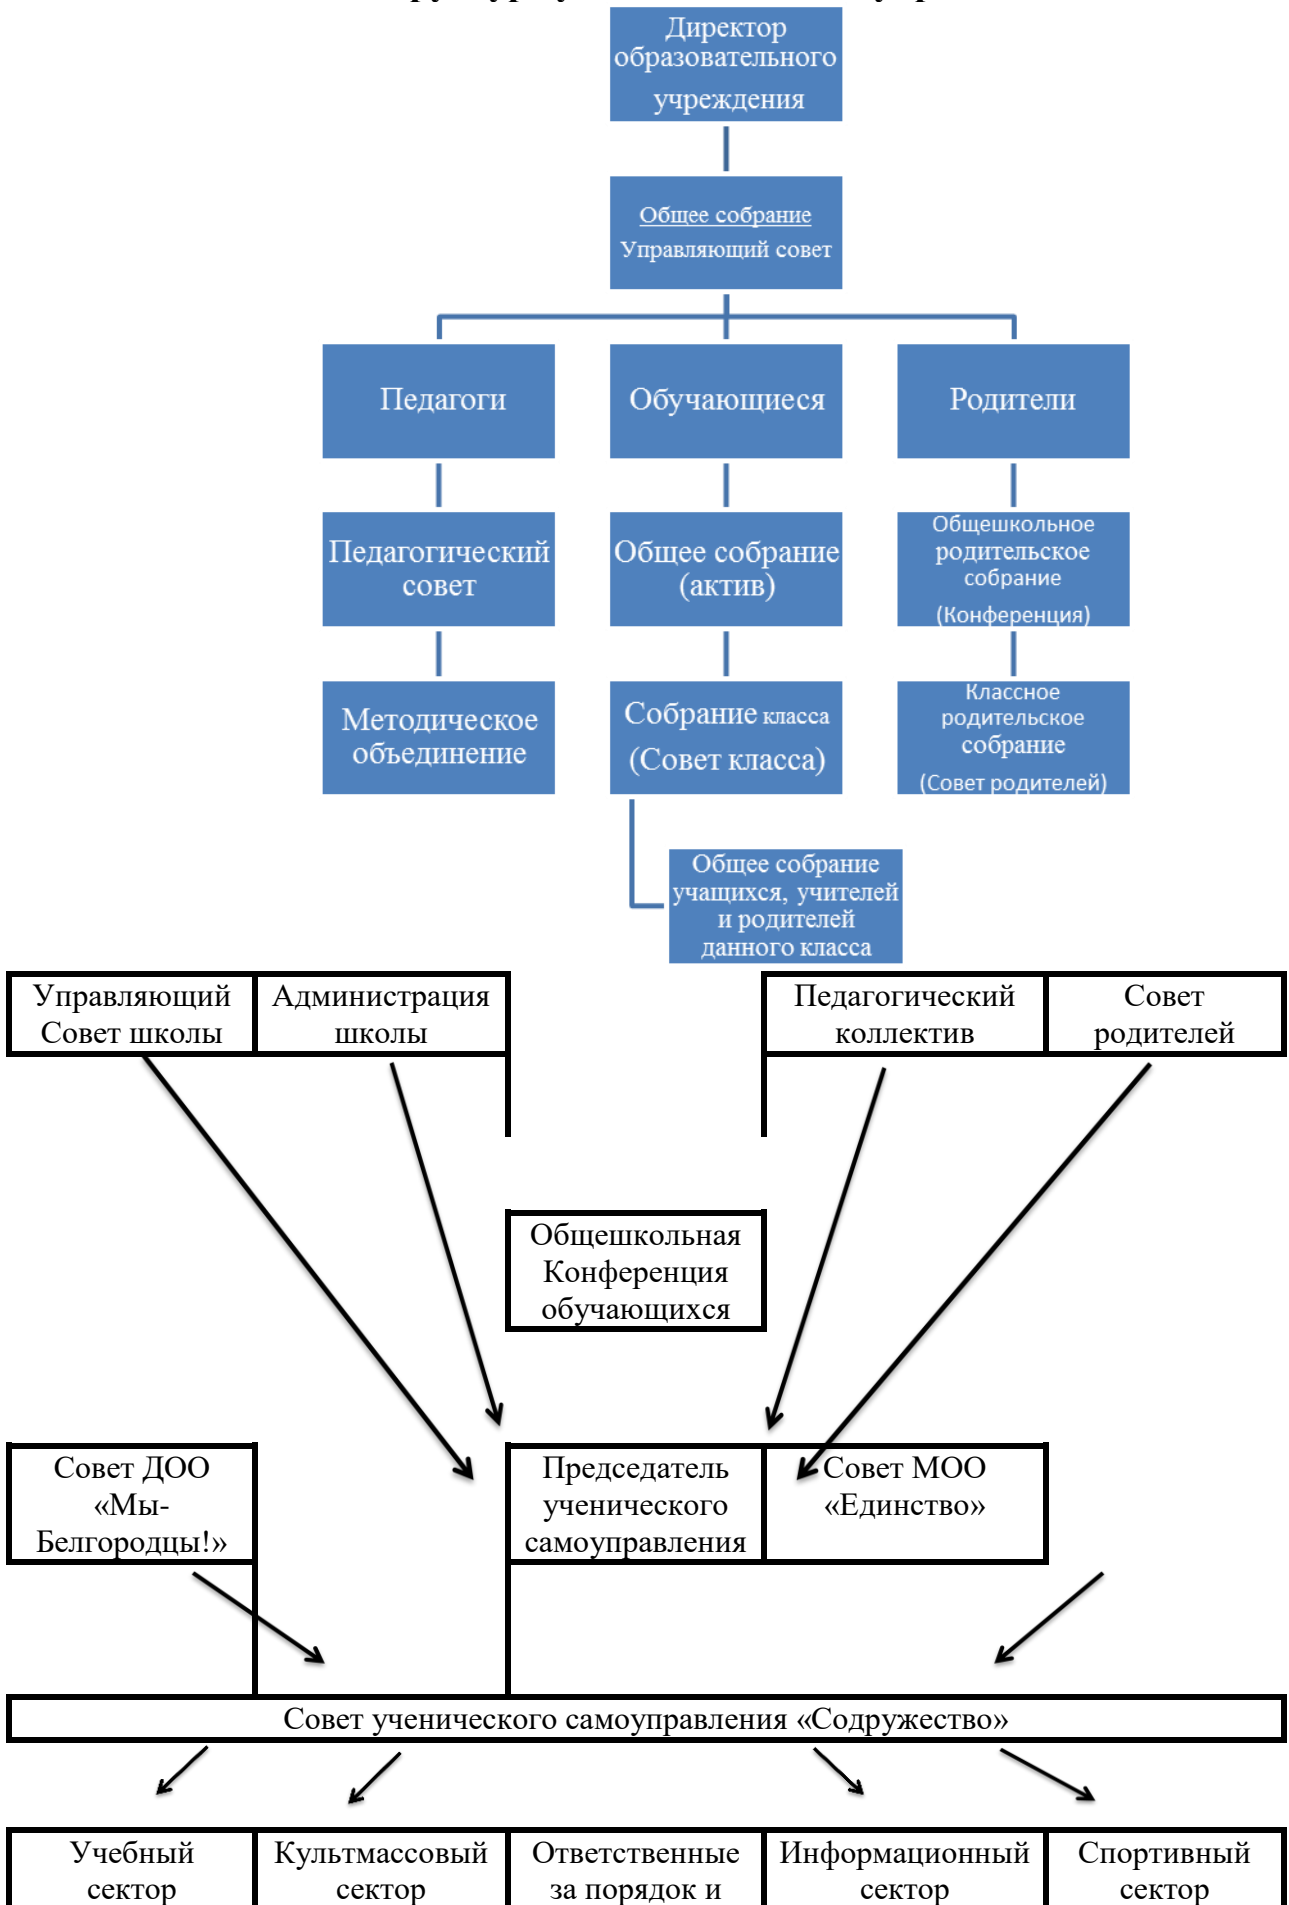 Директор
образовательного
учреждения
Общее собрание
Управляющий совет
Педагоги
Обучающиеся
Родители
Педагогический
совет
Общее собрание
(актив)
Общешкольное
родительское
собрание
(Конференция)
Методическое
объединение
Собрание класса
(Совет класса)
Классное
родительское
собрание
(Совет родителей)
Общее собрание
учащихся, учителей
и родителей
данного класса
Управляющий
Совет школы
Администрация
школы
Педагогический
коллектив
Совет
родителей
Общешкольная
Конференция
обучающихся
Совет ДОО
«Мы-
Белгородцы!»
Председатель
ученического
самоуправления
Совет МОО
«Единство»
Совет ученического самоуправления «Содружество»
Учебный
сектор
Культмассовый
сектор
Ответственные
за порядок и
Информационный
сектор
Спортивный
сектор